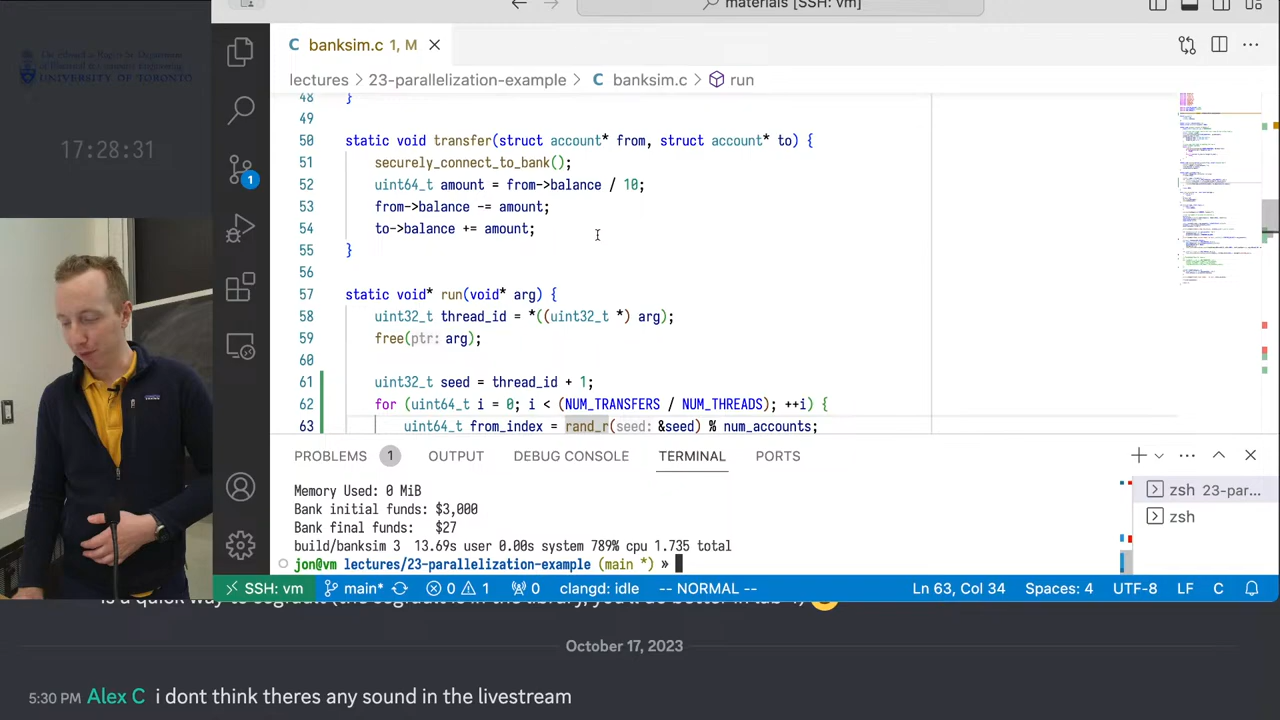 materials [SSH: vm]
UNIVERSITY OF TORONTO
banksim.c 1, M
lectures > 23-parallelization-example > banksim.c > run
17:28:31
48 }
49
50 static void transfer(struct account* from, struct account* to) {
51 securely_connect_to_bank();
52 uint64_t amount = from->balance / 10;
53 from->balance -= amount;
54 to->balance += amount;
55 }
56
57 static void* run(void* arg) {
58 uint32_t thread_id = *((uint32_t *) arg);
59 free(ptr: arg);
60
61 uint32_t seed = thread_id + 1;
62 for (uint64_t i = 0; i < (NUM_TRANSFERS / NUM_THREADS); ++i) {
63 uint64_t from_index = rand_r(seed: &seed) % num_accounts;
1
PROBLEMS 1 OUTPUT DEBUG CONSOLE TERMINAL PORTS
Memory Used: 0 MiB
Bank initial funds: $3,000
Bank final funds: $27
build/banksim 3 13.69s user 0.00s system 789% cpu 1.735 total
jon@vm lectures/23-parallelization-example (main *) »
zsh 23-par...
zsh
SSH: vm main* 0 1 0 clangd: idle -- NORMAL -- Ln 63, Col 34 Spaces: 4 UTF-8 LF C
October 17, 2023
5:30 PM Alex C i dont think theres any sound in the livestream